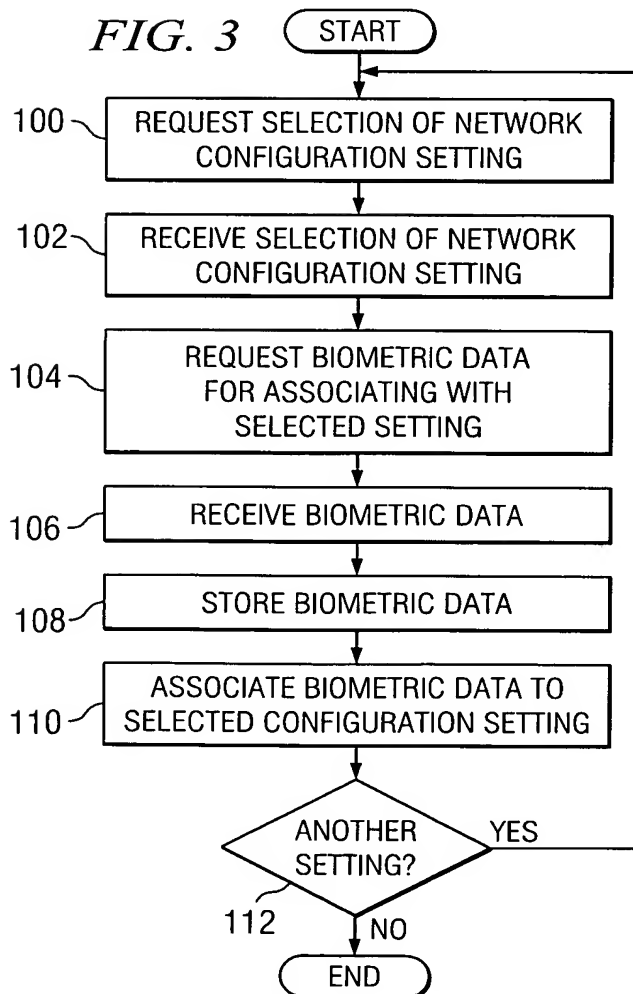 FIG. 3
START
100
REQUEST SELECTION OF NETWORK
CONFIGURATION SETTING
102
RECEIVE SELECTION OF NETWORK
CONFIGURATION SETTING
104
REQUEST BIOMETRIC DATA
FOR ASSOCIATING WITH
SELECTED SETTING
106
RECEIVE BIOMETRIC DATA
108
STORE BIOMETRIC DATA
110
ASSOCIATE BIOMETRIC DATA TO
SELECTED CONFIGURATION SETTING
ANOTHER
SETTING?
YES
112
NO
END